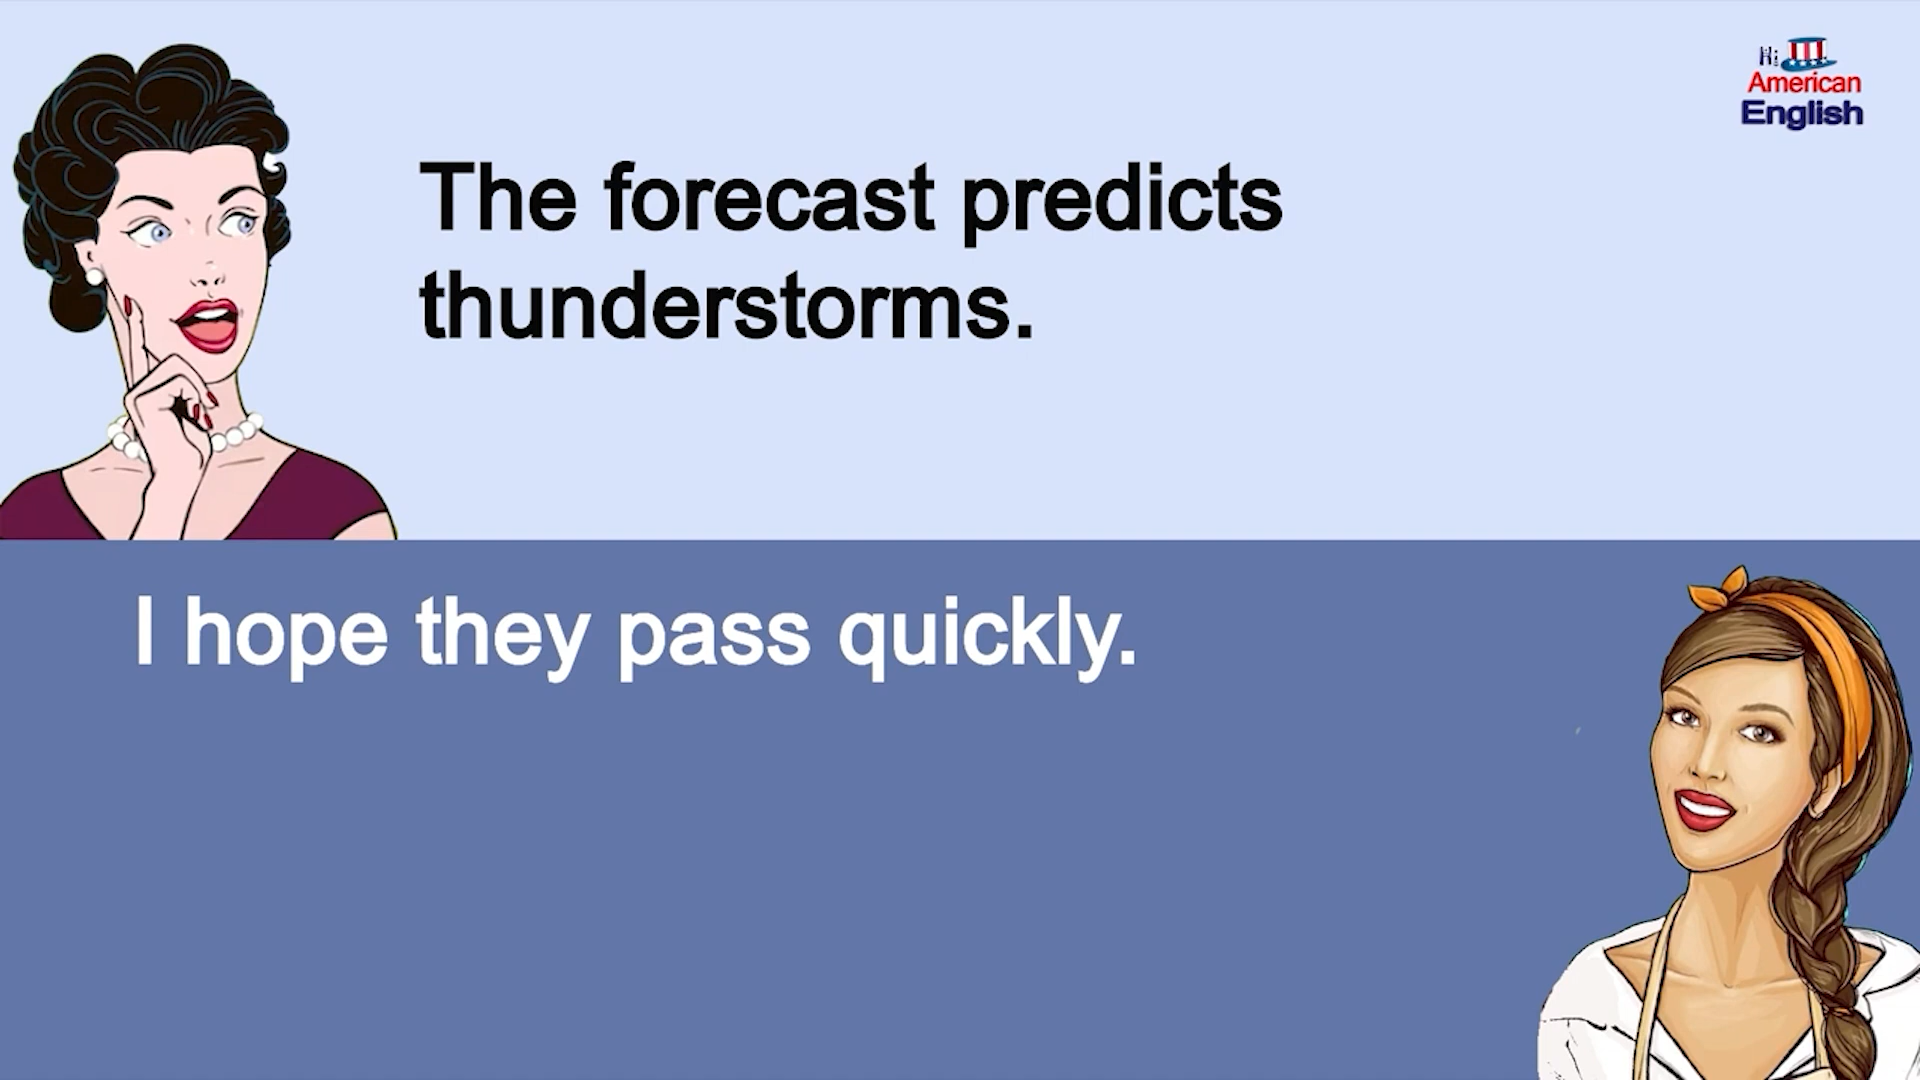 Hi
American
English
The forecast predicts
thunderstorms.
I hope they pass quickly.